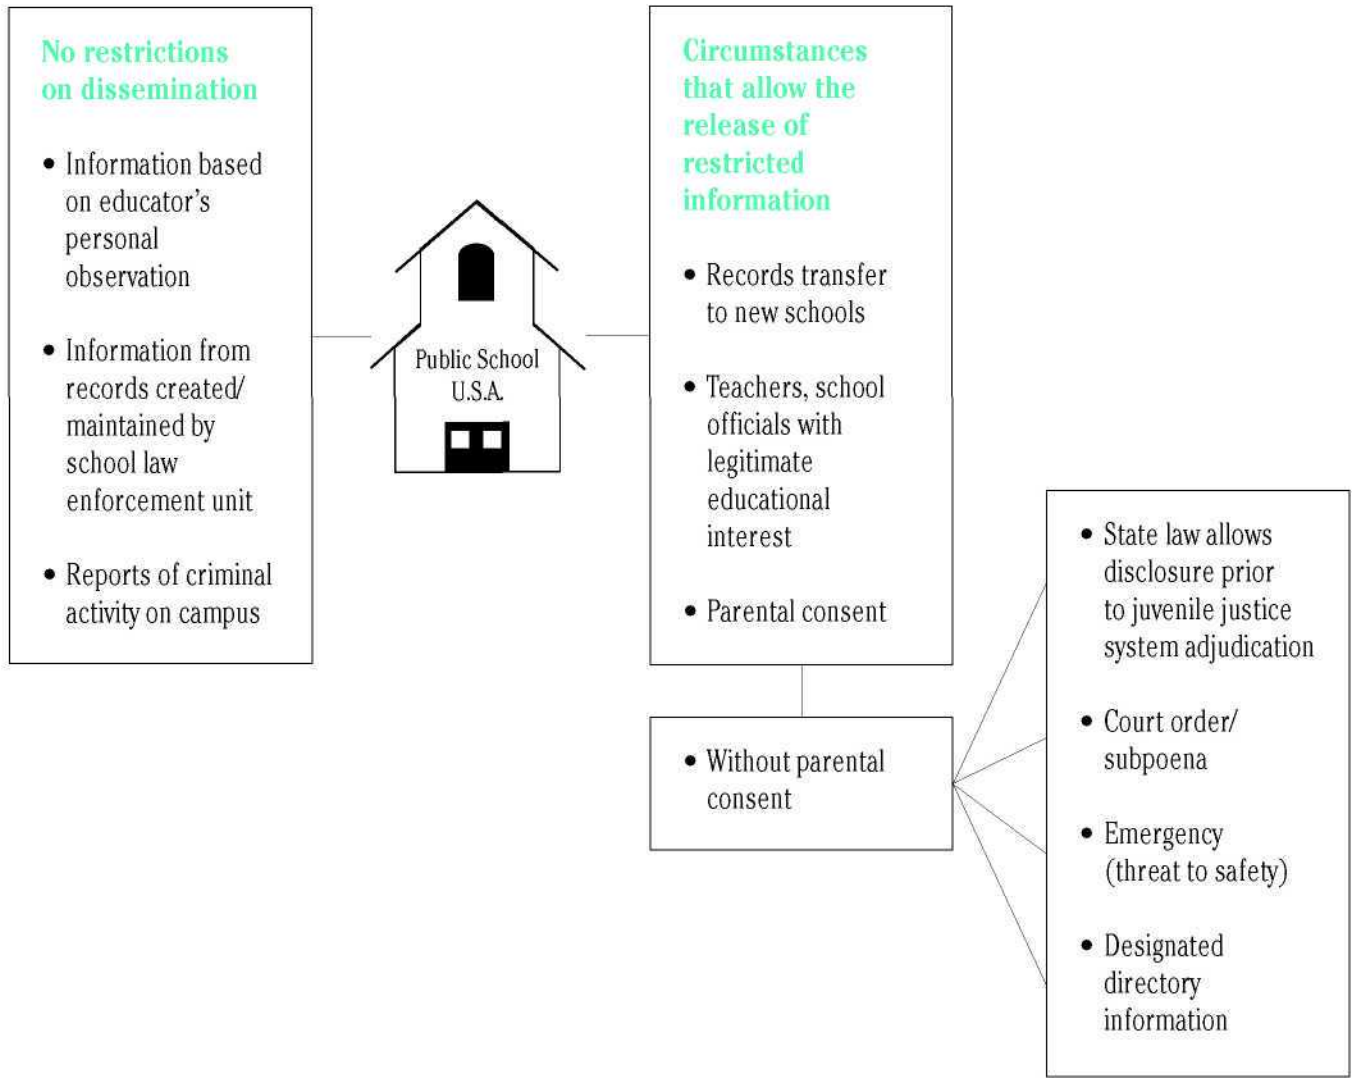 No restrictions
on dissemination
• Information based
on educator’s
personal
observation
• Information from
records created/
maintained by
school law
enforcement unit
• Reports of criminal
activity on campus
Public School
U.S.A.
Circumstances
that allow the
release of
restricted
information
• Records transfer
to new schools
• Teachers, school
officials with
legitimate
educational
interest
• Parental consent
• Without parental
consent
• State law allows
disclosure prior
to juvenile justice
system adjudication
• Court order/
subpoena
• Emergency
(threat to safety)
• Designated
directory
information